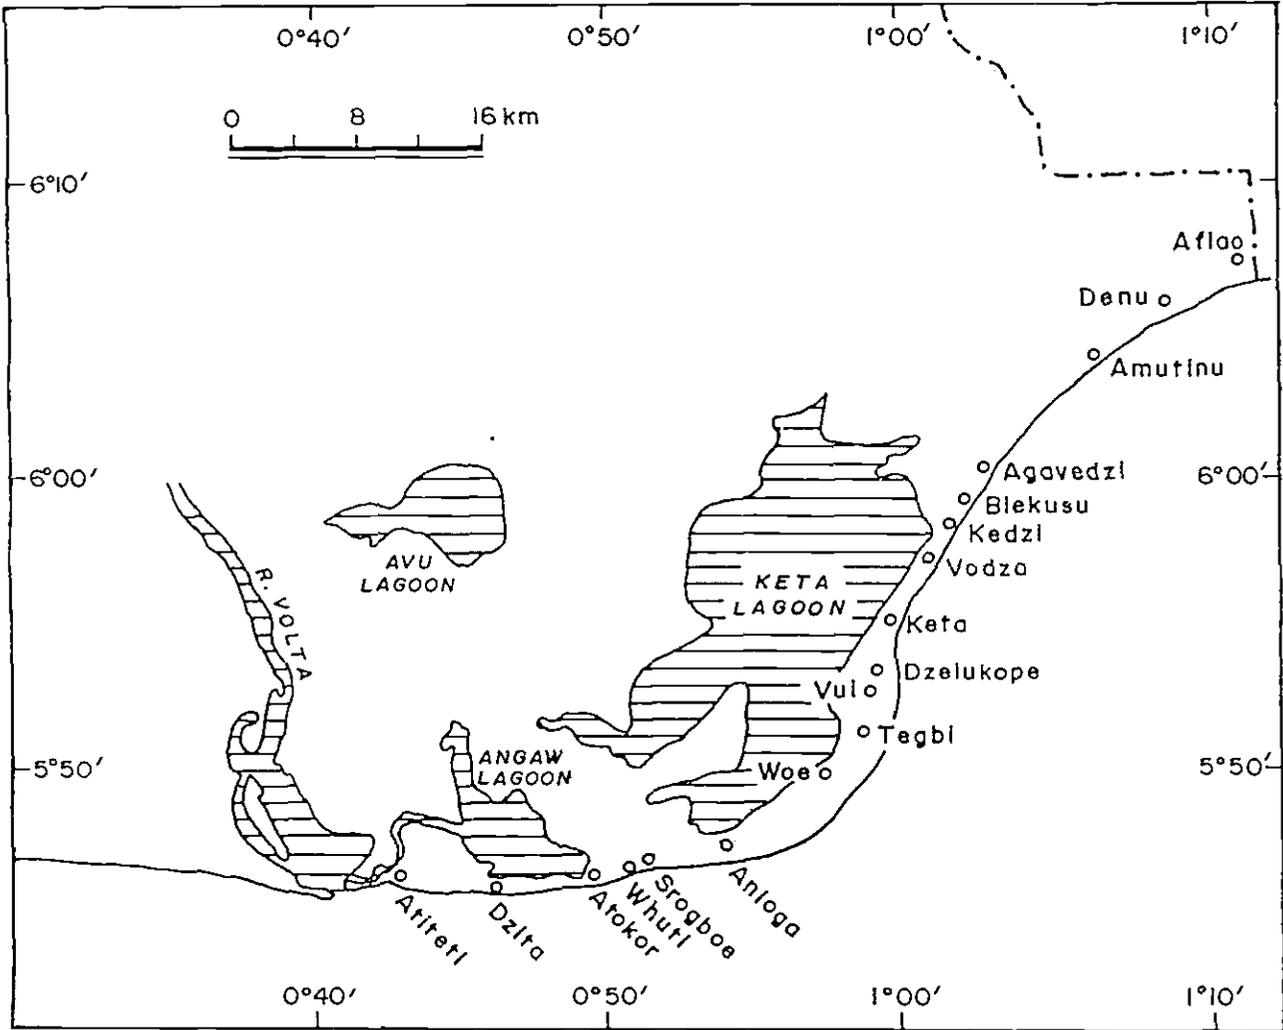 0°40′ 0°50′ 1°00′ 1°10′
0 8 16 km
6°10′
Aflao
Denu
Amutinu
6°00′ 6°00′
Agavedzi
Blekusu
Kedzi
Vodza
AVU
LAGOON
KETA
LAGOON
R. VOLTA
Keta
Dzelukope
Vui
Tegbi
ANGAW
LAGOON
5°50′ Woe 5°50′
Atiteti
Dzita
Atokor
Whuti
Srogboe
Anloga
0°40′ 0°50′ 1°00′ 1°10′